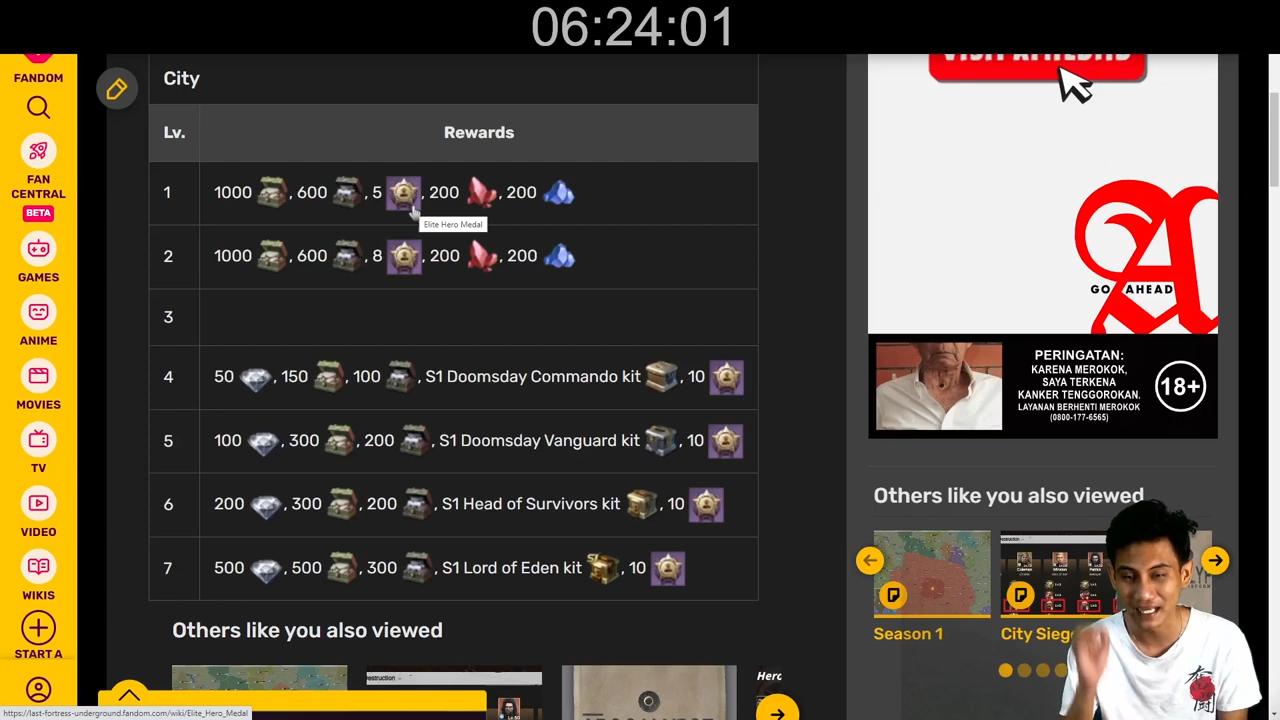 06:24:01
FANDOM
FAN
CENTRAL
BETA
GAMES
ANIME
MOVIES
TV
VIDEO
WIKIS
START A
City
Lv. Rewards
1 1000 , 600 , 5 , 200 , 200
Elite Hero Medal
2 1000 , 600 , 8 , 200 , 200
3
4 50 , 150 , 100 , S1 Doomsday Commando kit , 10
5 100 , 300 , 200 , S1 Doomsday Vanguard kit , 10
6 200 , 300 , 200 , S1 Head of Survivors kit , 10
7 500 , 500 , 300 , S1 Lord of Eden kit , 10
Others like you also viewed
GO AHEAD
PERINGATAN:
KARENA MEROKOK,
SAYA TERKENA
KANKER TENGGOROKAN.
LAYANAN BERHENTI MEROKOK
(0800-177-6565)
18+
Others like you also viewed
Season 1
City Sieg
https://last-fortress-underground.fandom.com/wiki/Elite_Hero_Medal